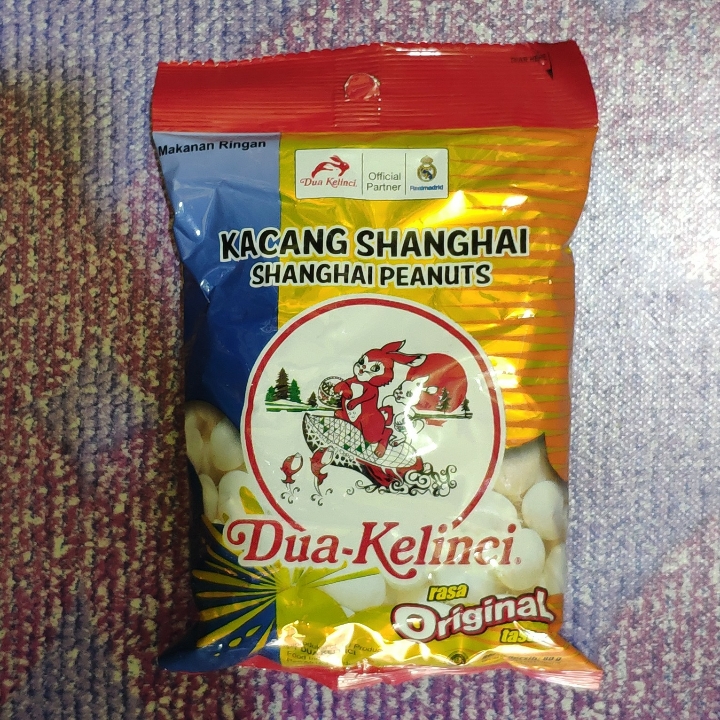 Makanan Ringan
Dua Kelinci
Official
Partner
Realmadrid
KACANG SHANGHAI
SHANGHAI PEANUTS
Dua-Kelinci®
rasa
Original